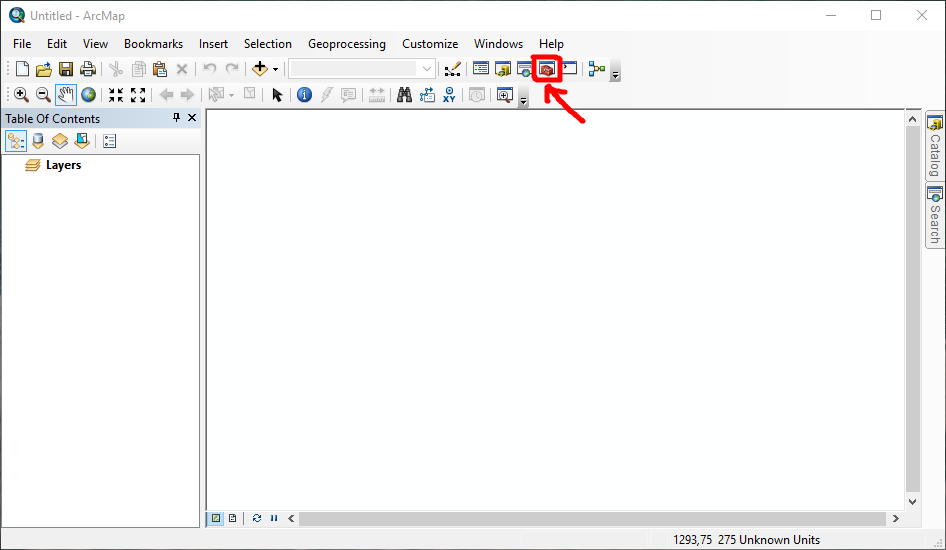 Untitled - ArcMap
File Edit View Bookmarks Insert Selection Geoprocessing Customize Windows Help
XY
Table Of Contents
Layers
Catalog
Search
1293,75 275 Unknown Units